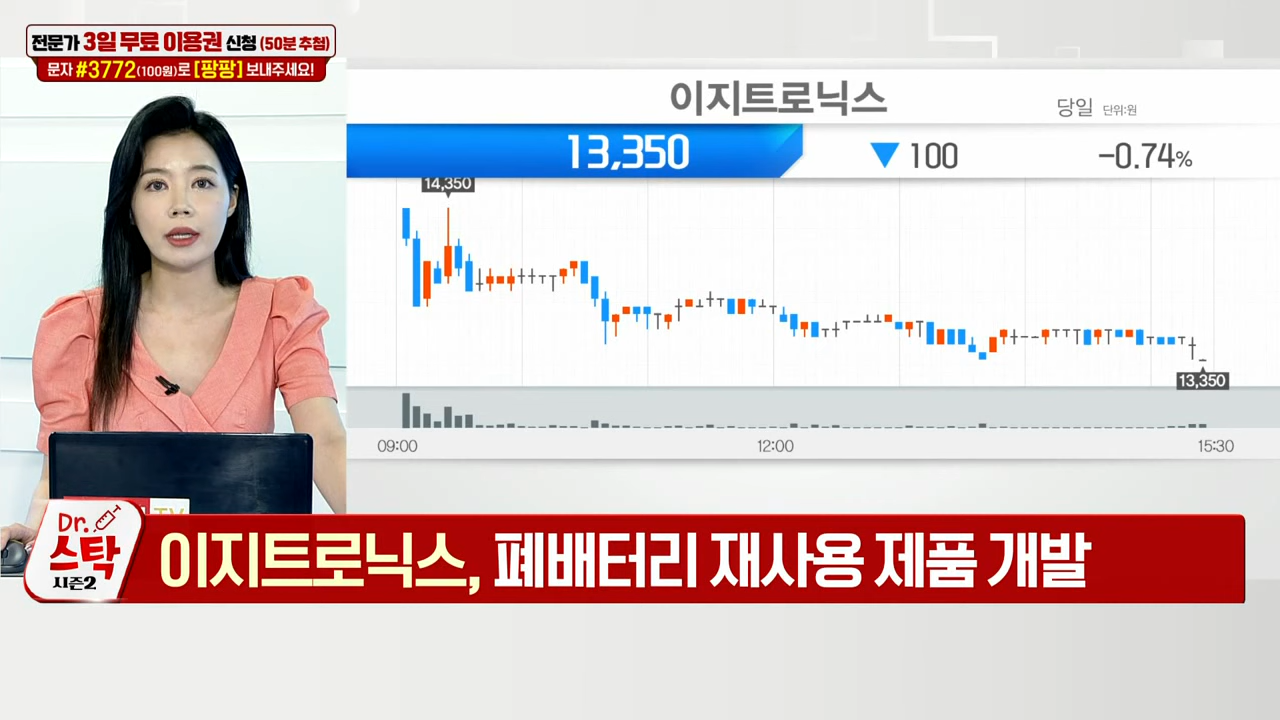 전문가 3일 무료 이용권 신청 (50분 추첨)
문자 #3772(100원)로 [팡팡] 보내주세요!
이지트로닉스
당일 단위:원
13,350 ▼ 100 -0.74%
14,350
13,350
09:00 12:00 15:30
TV
Dr.
스탁
시즌2
이지트로닉스, 폐배터리 재사용 제품 개발